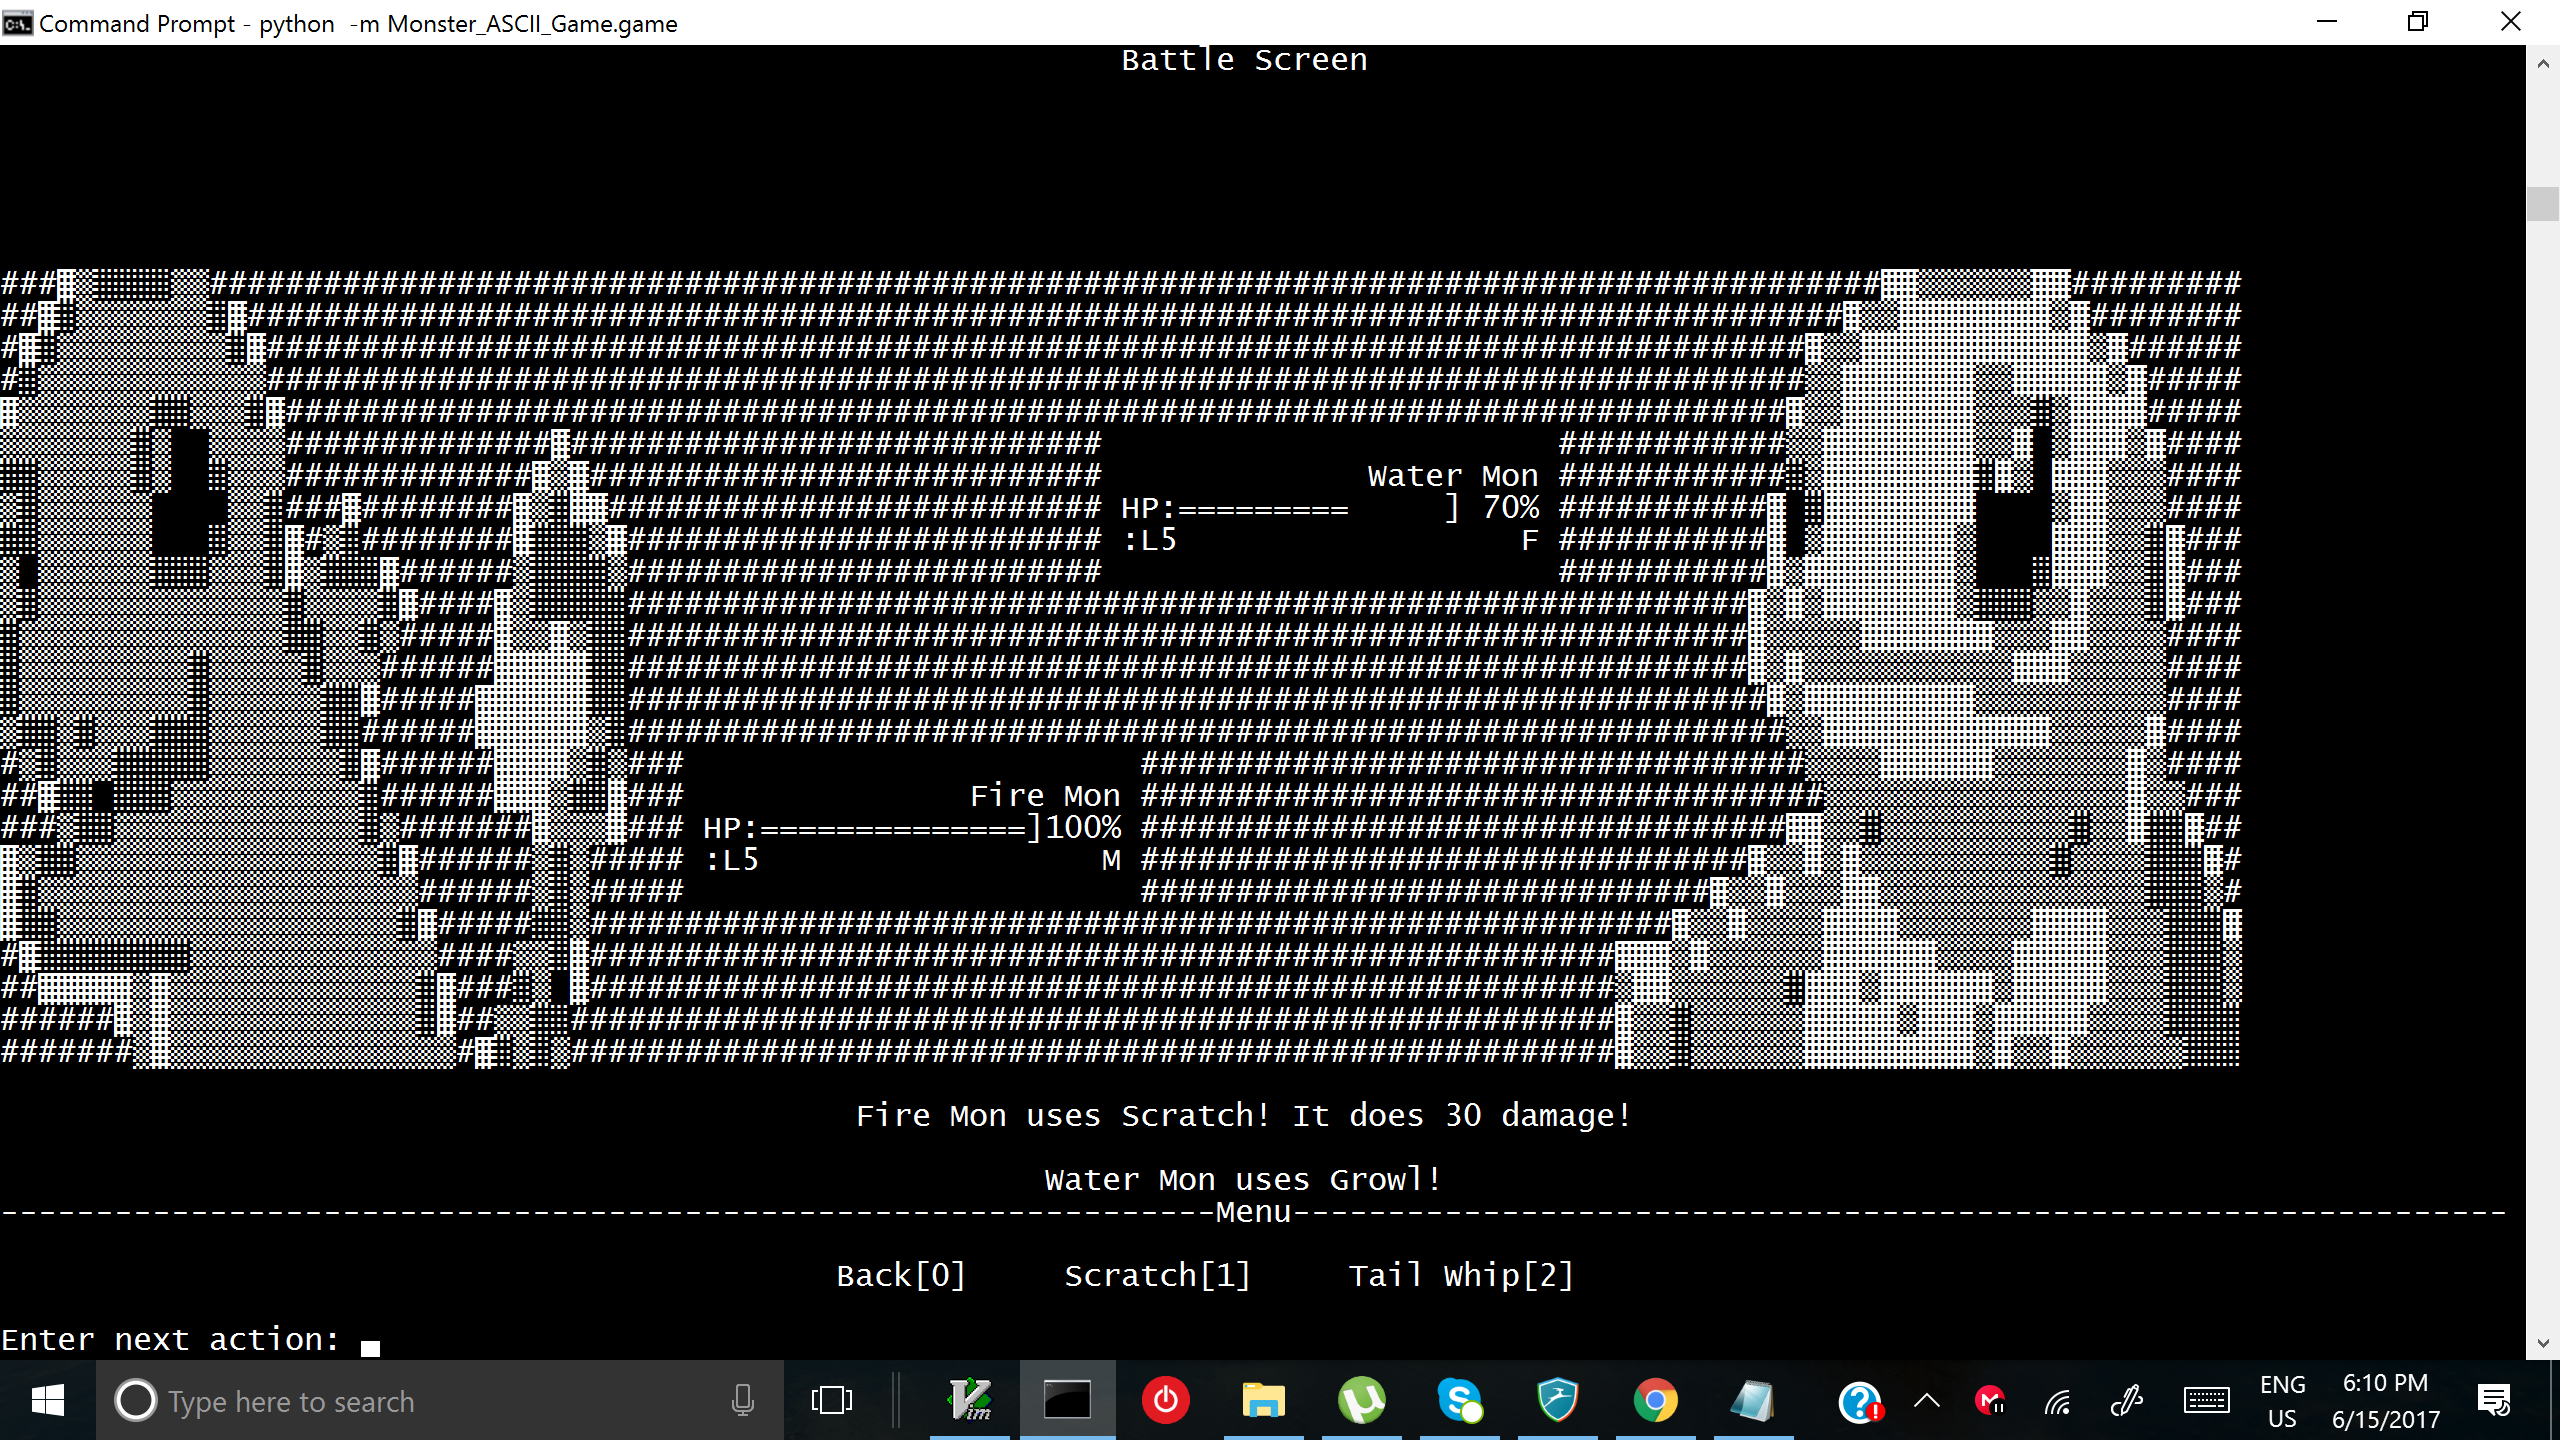 Command Prompt - python  -m Monster_ASCII_Game.game
Battle Screen
Water Mon
HP:=========     ] 70%
:L5 F
Fire Mon
HP:==============]100%
:L5 M
Fire Mon uses Scratch! It does 30 damage!
Water Mon uses Growl!
Menu
Back[0]     Scratch[1]     Tail Whip[2]
Enter next action:
Type here to search
ENG
US
6:10 PM
6/15/2017